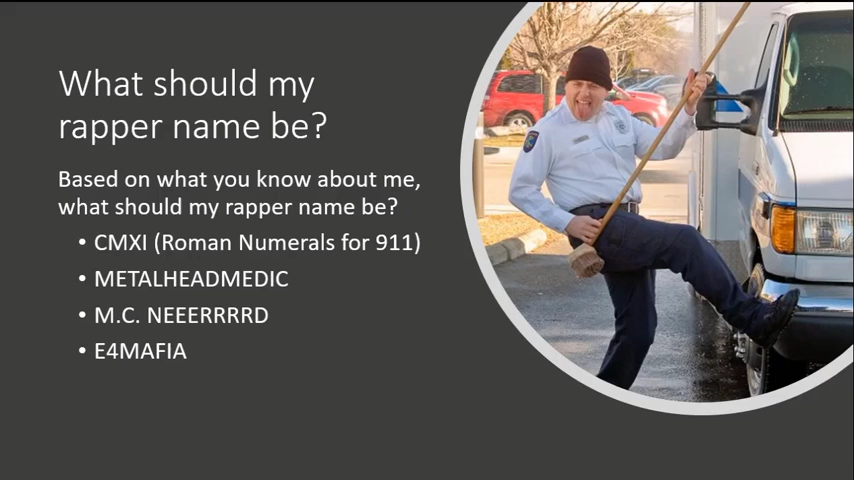 What should my
rapper name be?
Based on what you know about me,
what should my rapper name be?
• CMXI (Roman Numerals for 911)
• METALHEADMEDIC
• M.C. NEEERRRRD
• E4MAFIA